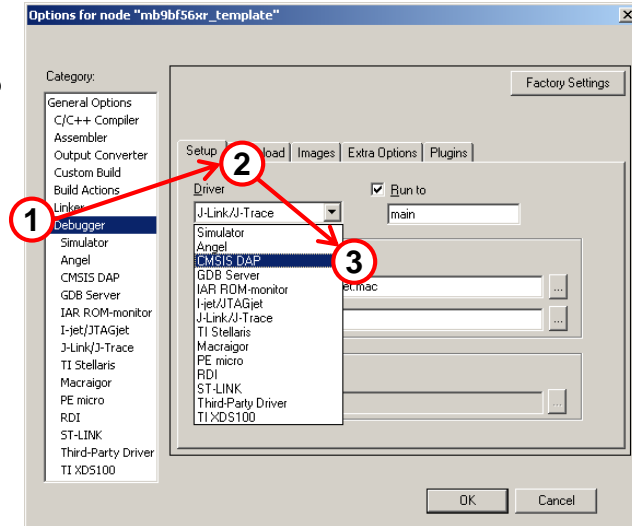 Options for node "mb9bf56xr_template"
Category:
General Options
C/C++ Compiler
Assembler
Output Converter
Custom Build
Build Actions
Linker
Debugger
Simulator
Angel
CMSIS DAP
GDB Server
IAR ROM-monitor
I-jet/JTAGjet
J-Link/J-Trace
TI Stellaris
Macraigor
PE micro
RDI
ST-LINK
Third-Party Driver
TI XDS100
1
Factory Settings
Setup
2
Images
Extra Options
Plugins
Driver
Run to
J-Link/J-Trace
main
Simulator
Angel
CMSIS DAP
3
GDB Server
IAR ROM-monitor
I-jet/JTAGjet
J-Link/J-Trace
TI Stellaris
Macraigor
PE micro
RDI
ST-LINK
Third-Party Driver
TI XDS100
...
...
...
OK
Cancel